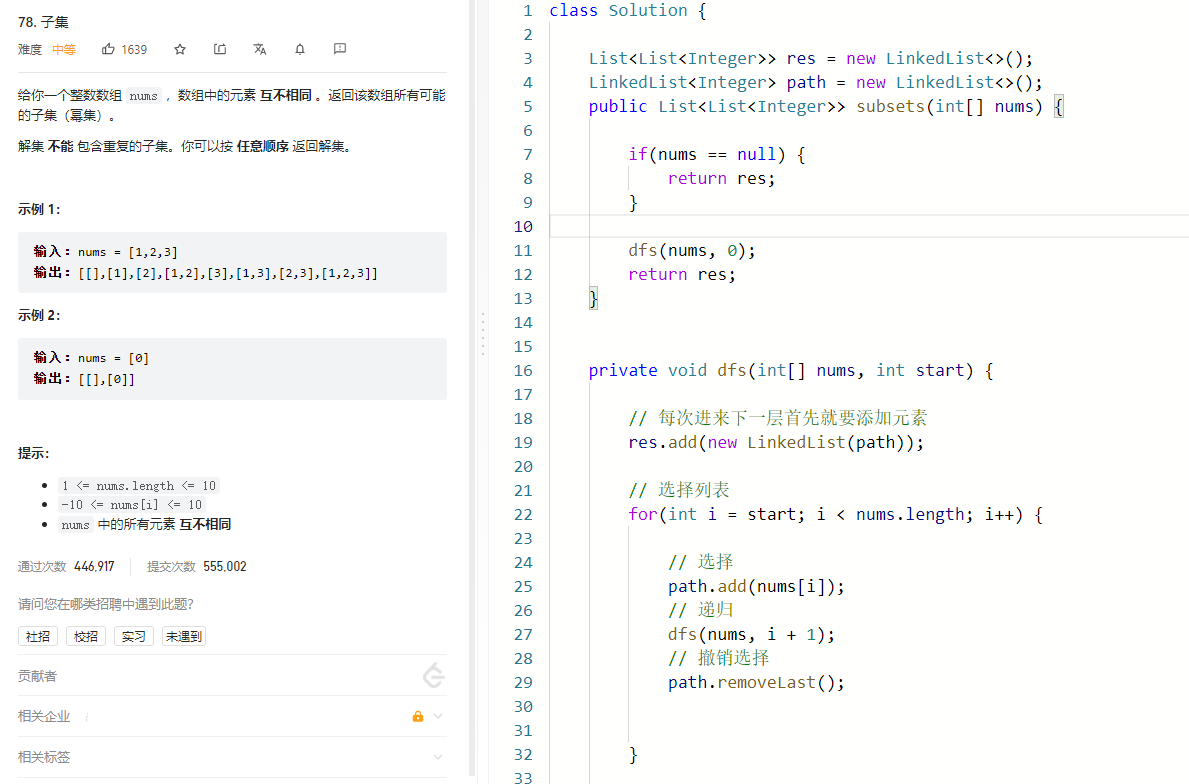 78. 子集
难度 中等 1639
给你一个整数数组 nums ，数组中的元素 互不相同 。返回该数组所有可能
的子集（幂集）。
解集 不能 包含重复的子集。你可以按 任意顺序 返回解集。
示例 1：
输入：nums = [1,2,3]
输出：[[],[1],[2],[1,2],[3],[1,3],[2,3],[1,2,3]]
示例 2：
输入：nums = [0]
输出：[[],[0]]
提示：
1 <= nums.length <= 10
-10 <= nums[i] <= 10
nums 中的所有元素 互不相同
通过次数 446,917 提交次数 555,002
请问您在哪类招聘中遇到此题？
社招 校招 实习 未遇到
贡献者
相关企业 i
相关标签
1 class Solution {
2
3 List<List<Integer>> res = new LinkedList<>();
4 LinkedList<Integer> path = new LinkedList<>();
5 public List<List<Integer>> subsets(int[] nums) {
6
7 if(nums == null) {
8 return res;
9 }
10
11 dfs(nums, 0);
12 return res;
13 }
14
15
16 private void dfs(int[] nums, int start) {
17
18 // 每次进来下一层首先就要添加元素
19 res.add(new LinkedList(path));
20
21 // 选择列表
22 for(int i = start; i < nums.length; i++) {
23
24 // 选择
25 path.add(nums[i]);
26 // 递归
27 dfs(nums, i + 1);
28 // 撤销选择
29 path.removeLast();
30
31
32 }
33